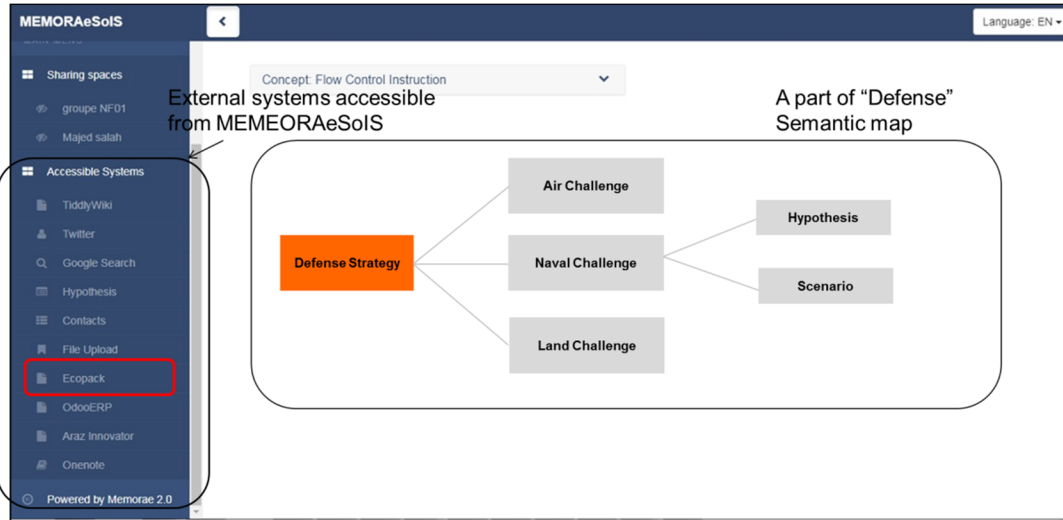 MEMORAeSoIS
Language: EN
MAIN MENU
Sharing spaces
groupe NF01
Majed salah
Accessible Systems
TiddlyWiki
Twitter
Google Search
Hypothesis
Contacts
File Upload
Ecopack
OdooERP
Araz Innovator
Onenote
Powered by Memorae 2.0
Concept: Flow Control Instruction
External systems accessible
from MEMEORAeSoIS
A part of “Defense”
Semantic map
Defense Strategy
Air Challenge
Naval Challenge
Land Challenge
Hypothesis
Scenario